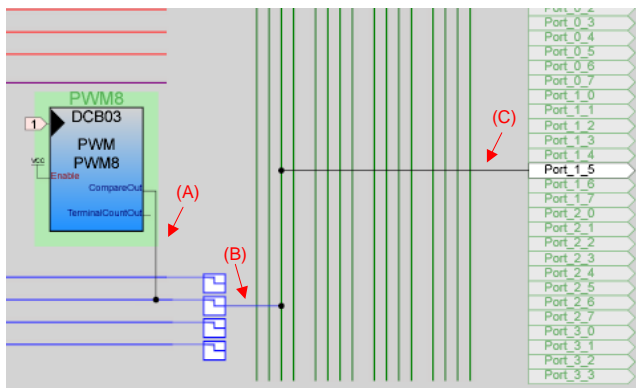 Port_0_2
Port_0_3
Port_0_4
Port_0_5
Port_0_6
Port_0_7
Port_1_0
Port_1_1
Port_1_2
Port_1_3
Port_1_4
Port_1_5
Port_1_6
Port_1_7
Port_2_0
Port_2_1
Port_2_2
Port_2_3
Port_2_4
Port_2_5
Port_2_6
Port_2_7
Port_3_0
Port_3_1
Port_3_2
Port_3_3
PWM8
DCB03
1
PWM
PWM8
VCC
Enable
CompareOut
TerminalCountOut
(A)
(B)
(C)